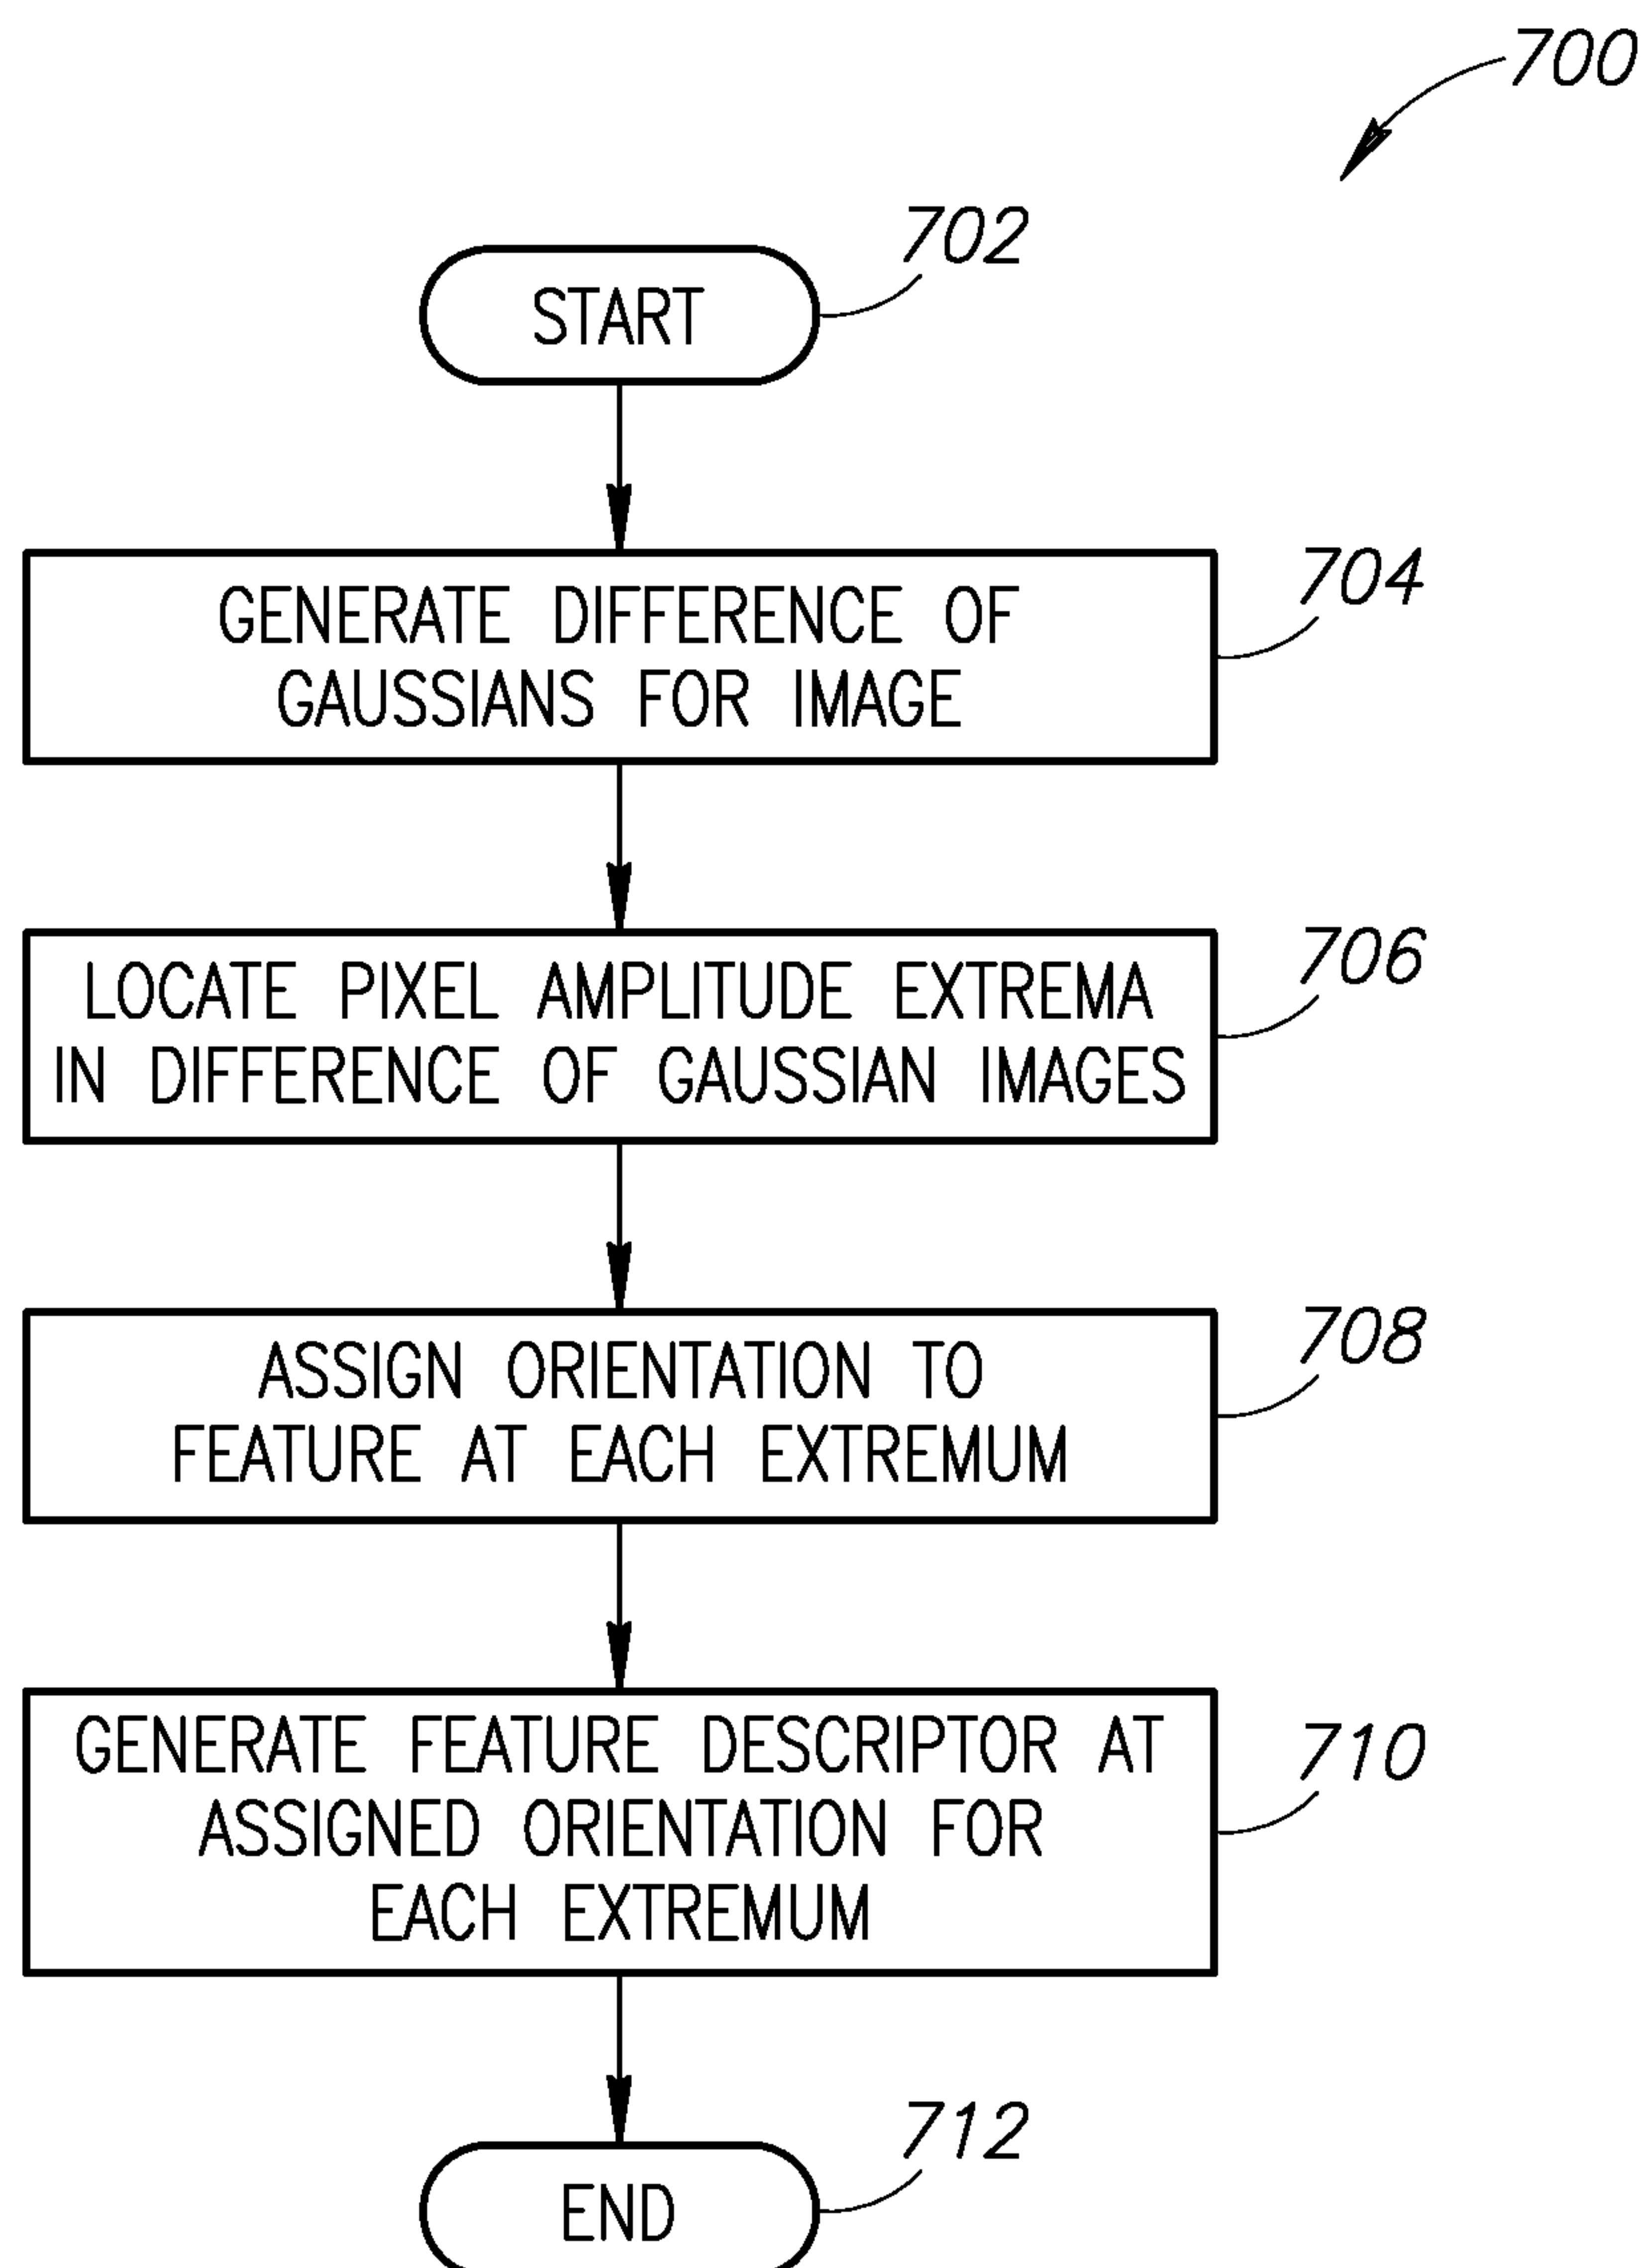 700
702
START
704
GENERATE DIFFERENCE OF
GAUSSIANS FOR IMAGE
706
LOCATE PIXEL AMPLITUDE EXTREMA
IN DIFFERENCE OF GAUSSIAN IMAGES
708
ASSIGN ORIENTATION TO
FEATURE AT EACH EXTREMUM
710
GENERATE FEATURE DESCRIPTOR AT
ASSIGNED ORIENTATION FOR
EACH EXTREMUM
712
END